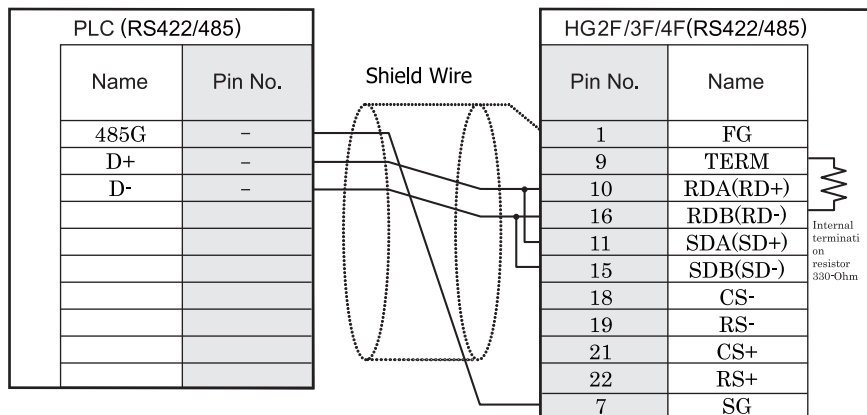 PLC (RS422/485)
Name Pin No.
485G –
D+ –
D- –
Shield Wire
HG2F/3F/4F(RS422/485)
Pin No. Name
1 FG
9 TERM
10 RDA(RD+)
16 RDB(RD-)
11 SDA(SD+)
15 SDB(SD-)
18 CS-
19 RS-
21 CS+
22 RS+
7 SG
Internal
terminati
on
resistor
330-Ohm